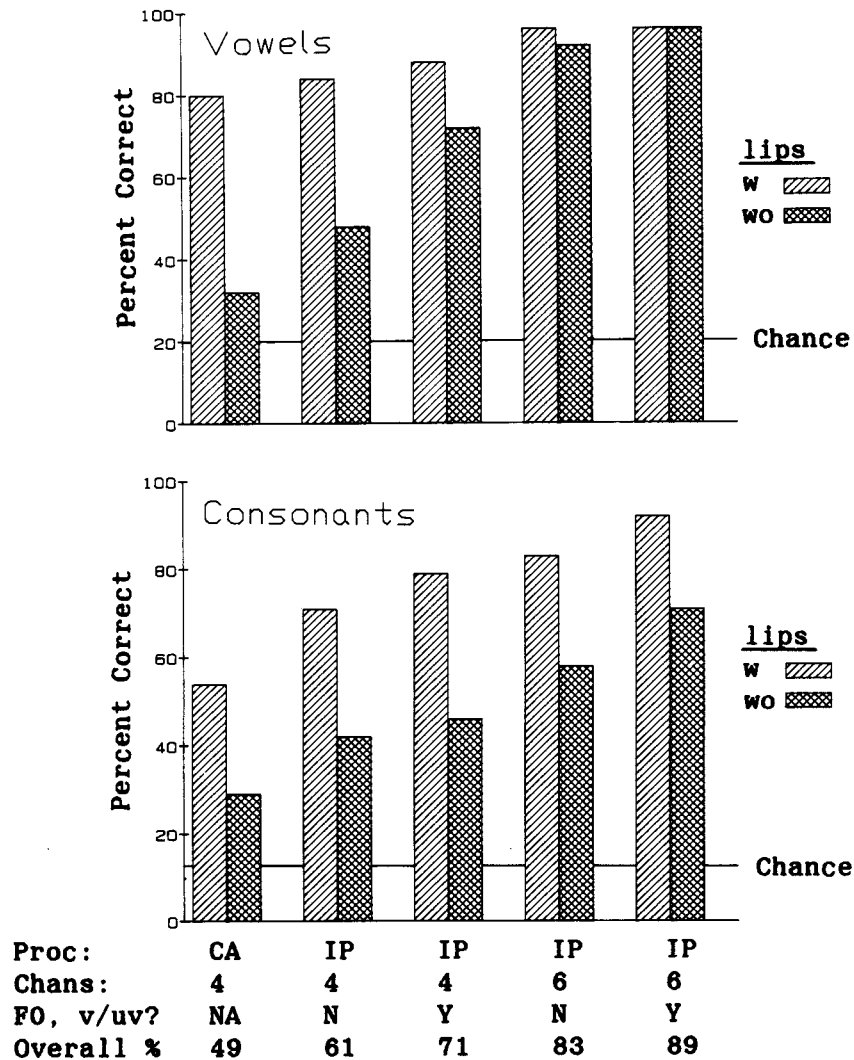 100
Vowels
80
60
40
20
0
Percent Correct
lips
W
WO
Chance
100
Consonants
80
60
40
20
0
Percent Correct
lips
W
WO
Chance
Proc: CA IP IP IP IP
Chans: 4 4 4 6 6
F0, v/uv? NA N Y N Y
Overall % 49 61 71 83 89